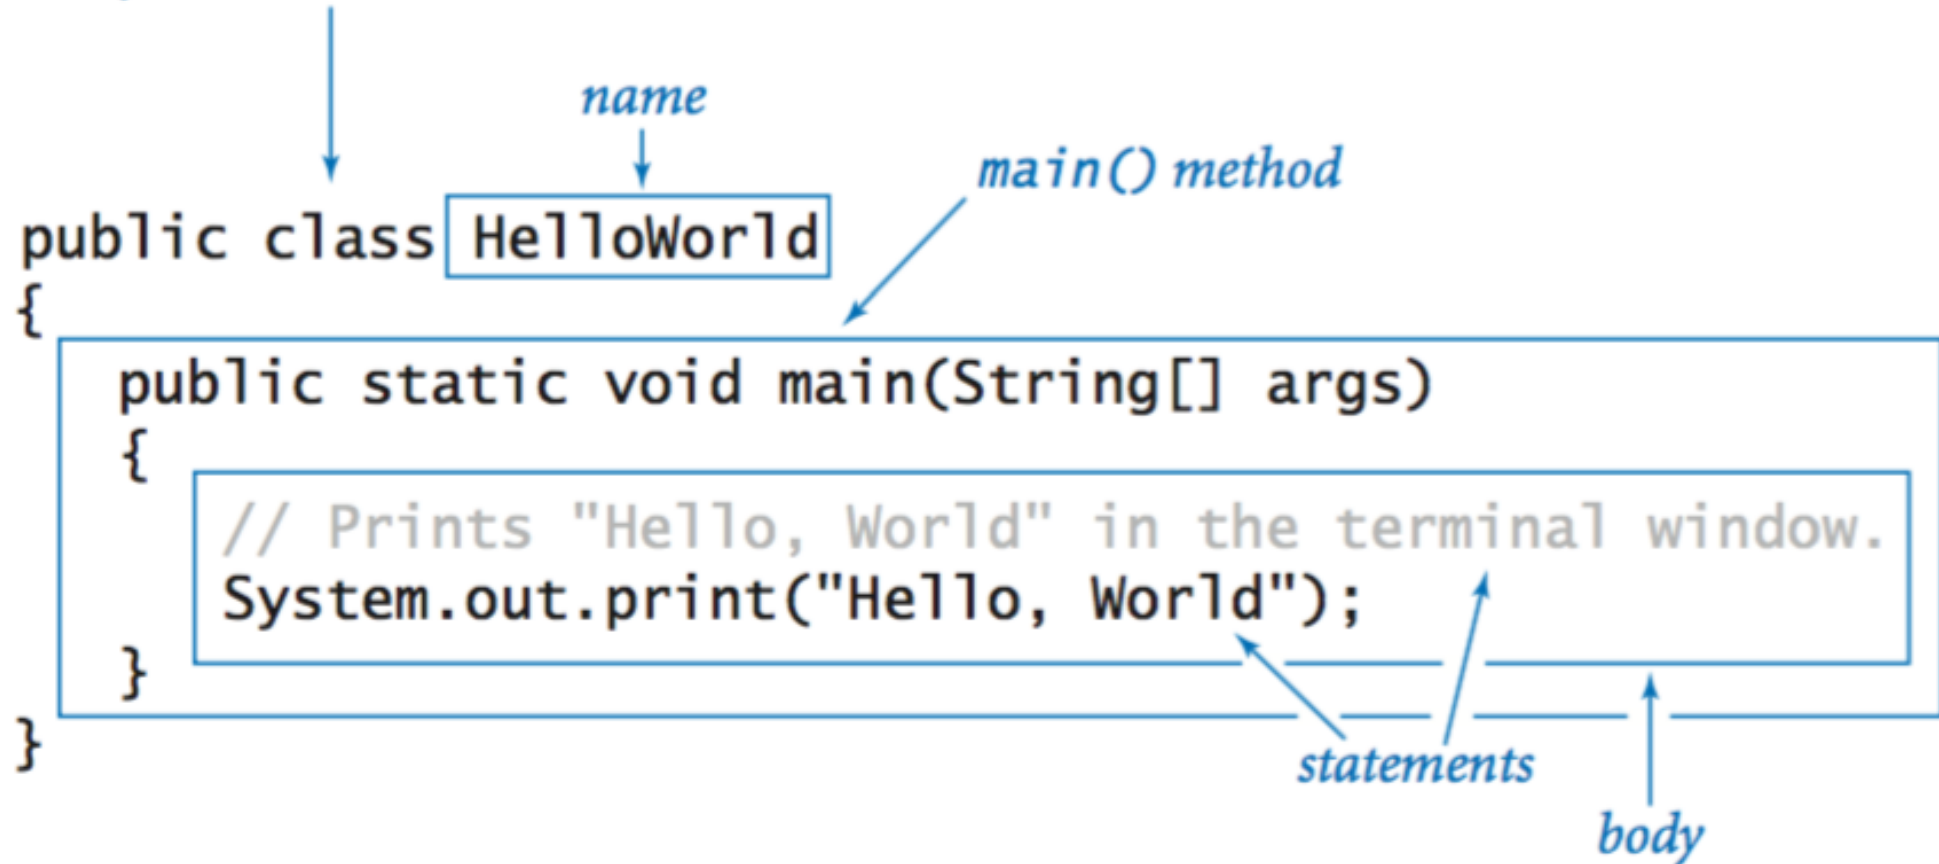 name
main() method
public class HelloWorld
{
public static void main(String[] args)
{
// Prints "Hello, World" in the terminal window.
System.out.print("Hello, World");
}
}
statements
body